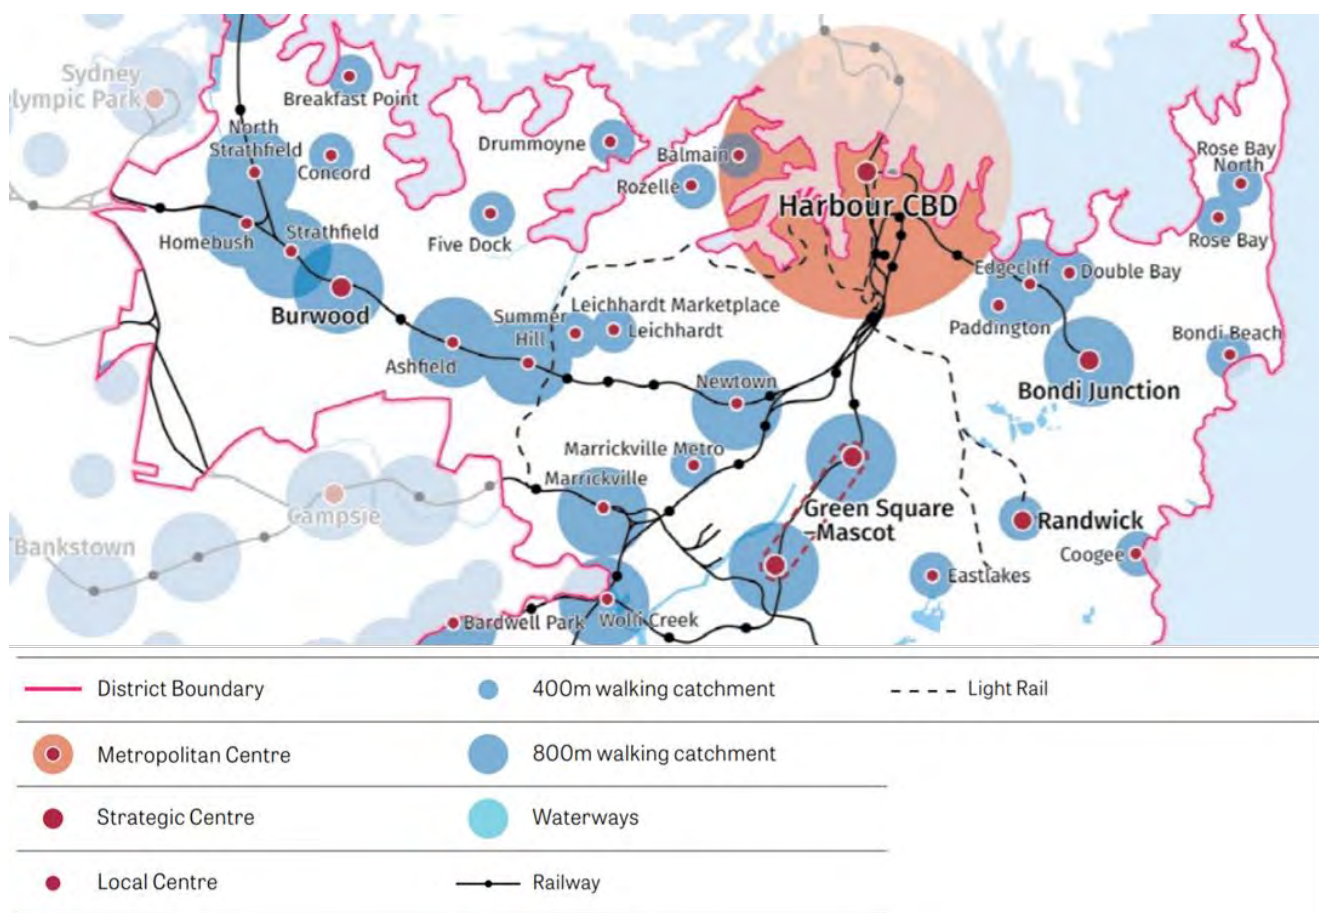 Sydney
lympic Park
Breakfast Point
North
Strathfield
Concord
Drummoyne
Balmain
Rozelle
Harbour CBD
Rose Bay
North
Rose Bay
Homebush
Strathfield
Five Dock
Edgecliff
Double Bay
Burwood
Leichhardt Marketplace
Summer
Hill
Leichhardt
Paddington
Bondi Beach
Ashfield
Newtown
Bondi Junction
Marrickville Metro
Marrickville
Campsie
Green Square
-Mascot
Randwick
Bankstown
Coogee
Eastlakes
Bardwell Park
Wolli Creek
District Boundary
400m walking catchment
Light Rail
Metropolitan Centre
800m walking catchment
Strategic Centre
Waterways
Local Centre
Railway